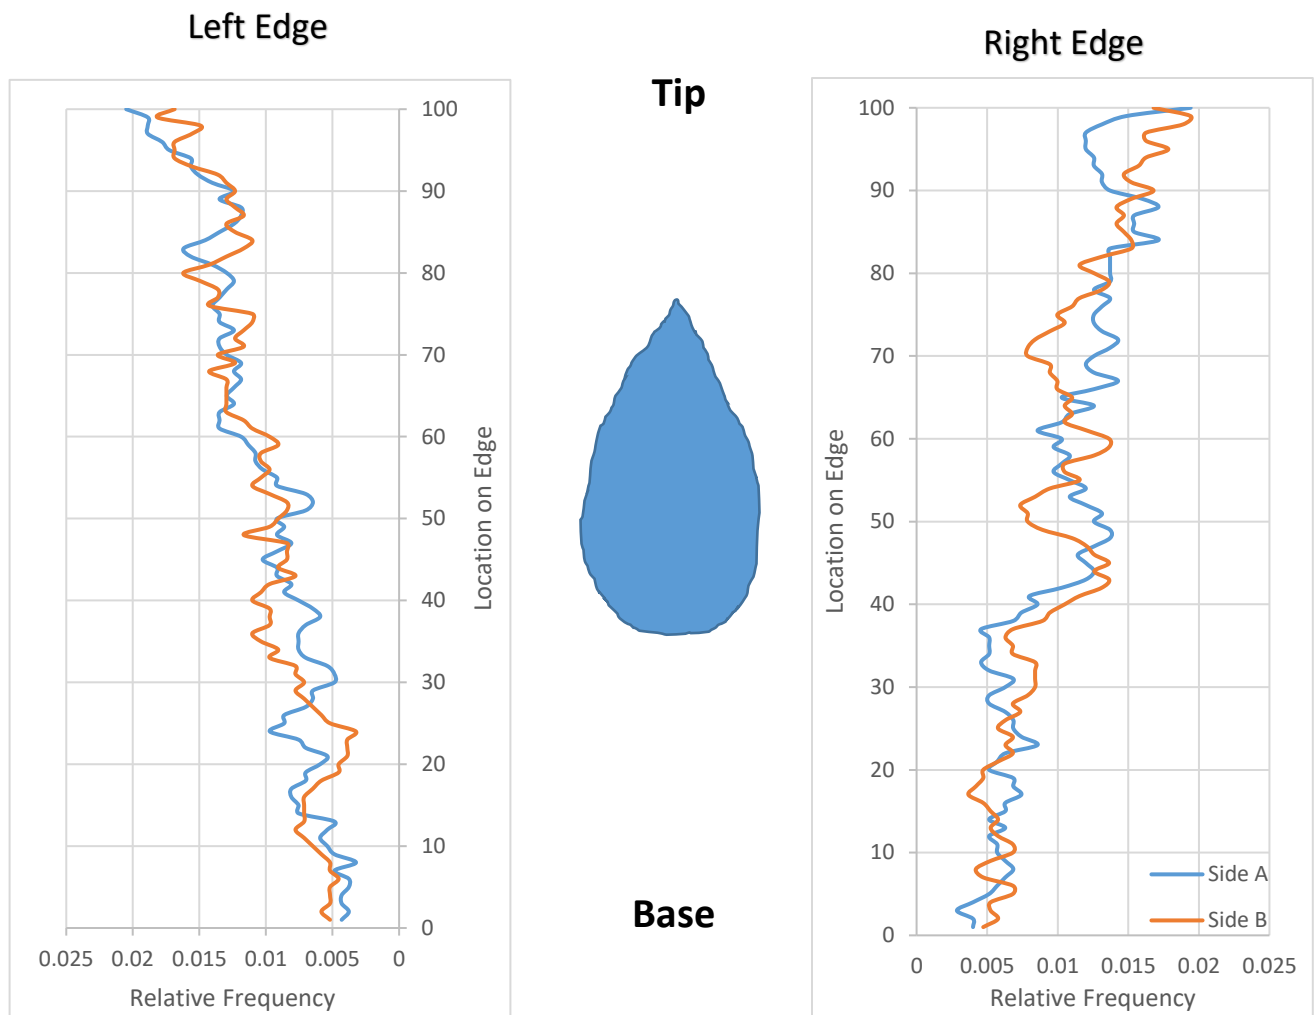 Left Edge
100
90
80
70
60
50
40
30
20
10
0
Location on Edge
0.025 0.02 0.015 0.01 0.005 0
Relative Frequency
Tip
Base
Right Edge
100
90
80
70
60
50
40
30
20
10
0
Location on Edge
Side A
Side B
0 0.005 0.01 0.015 0.02 0.025
Relative Frequency